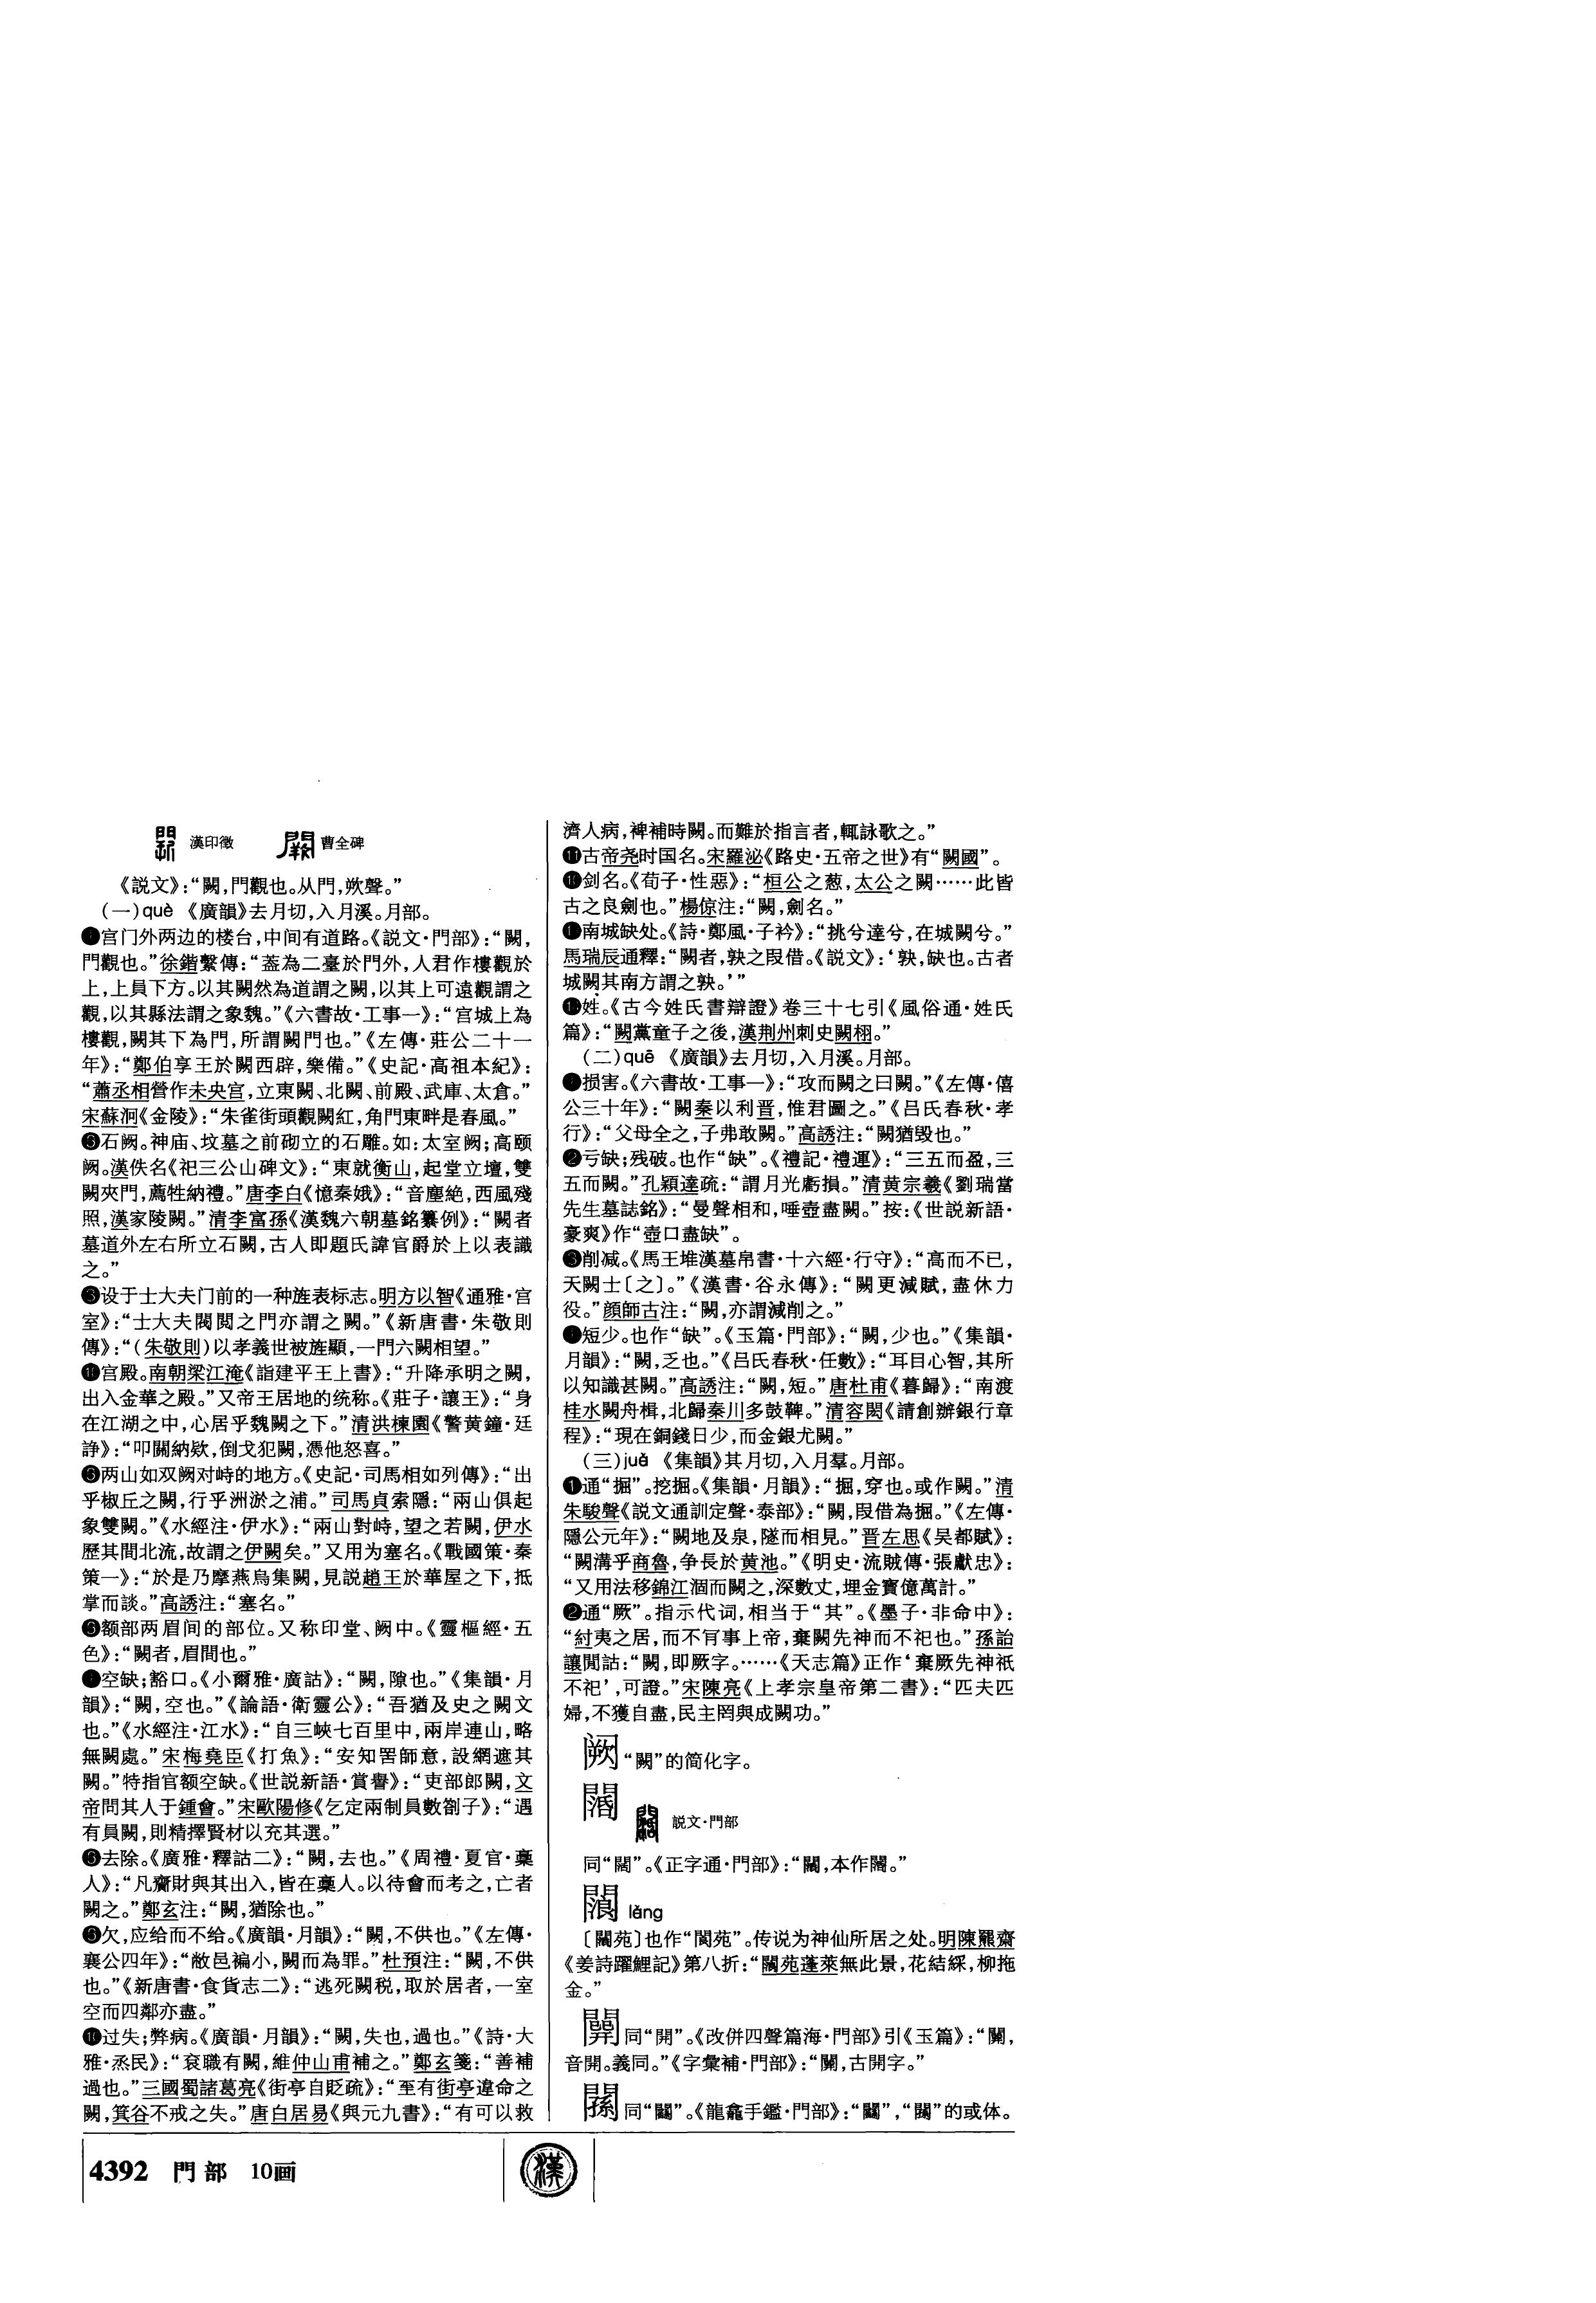 漢印徵 曹全碑
《説文》：“闕，門觀也。从門，欮聲。”
（一）què 《廣韻》去月切，入月溪。月部。
宫门外两边的楼台，中间有道路。《説文·門部》：“闕，
門觀也。”徐鍇繫傳：“蓋為二臺於門外，人君作樓觀於
上，上員下方。以其闕然為道謂之闕，以其上可遠觀謂之
觀，以其縣法謂之象魏。”《六書故·工事一》：“宫城上為
樓觀，闕其下為門，所謂闕門也。”《左傳·莊公二十一
年》：“鄭伯享王於闕西辟，樂備。”《史記·高祖本紀》：
“蕭丞相營作未央宫，立東闕、北闕、前殿、武庫、太倉。”
宋蘇泂《金陵》：“朱雀街頭觀闕紅，角門東畔是春風。”
石阙。神庙、坟墓之前砌立的石雕。如：太室阙；高颐
阙。漢佚名《祀三公山碑文》：“東就衡山，起堂立壇，雙
闕夾門，薦牲納禮。”唐李白《憶秦娥》：“音塵絶，西風殘
照，漢家陵闕。”清李富孫《漢魏六朝墓銘纂例》：“闕者
墓道外左右所立石闕，古人即題氏諱官爵於上以表識
之。”
设于士大夫门前的一种旌表标志。明方以智《通雅·宫
室》：“士大夫閥閲之門亦謂之闕。”《新唐書·朱敬則
傳》：“（朱敬則）以孝義世被旌顯，一門六闕相望。”
宫殿。南朝梁江淹《詣建平王上書》：“升降承明之闕，
出入金華之殿。”又帝王居地的统称。《莊子·讓王》：“身
在江湖之中，心居乎魏闕之下。”清洪楝園《警黄鐘·廷
諍》：“叩關納欵，倒戈犯闕，憑他怒喜。”
两山如双阙对峙的地方。《史記·司馬相如列傳》：“出
乎椒丘之闕，行乎洲淤之浦。”司馬貞索隱：“兩山俱起
象雙闕。”《水經注·伊水》：“兩山對峙，望之若闕，伊水
歷其間北流，故謂之伊闕矣。”又用为塞名。《戰國策·秦
策一》：“於是乃摩燕烏集闕，見説趙王於華屋之下，抵
掌而談。”高誘注：“塞名。”
额部两眉间的部位。又称印堂、阙中。《靈樞經·五
色》：“闕者，眉間也。”
空缺；豁口。《小爾雅·廣詁》：“闕，隙也。”《集韻·月
韻》：“闕，空也。”《論語·衛靈公》：“吾猶及史之闕文
也。”《水經注·江水》：“自三峽七百里中，兩岸連山，略
無闕處。”宋梅堯臣《打魚》：“安知罟師意，設網遮其
闕。”特指官额空缺。《世説新語·賞譽》：“吏部郎闕，文
帝問其人于鍾會。”宋歐陽修《乞定兩制員數劄子》：“遇
有員闕，則精擇賢材以充其選。”
去除。《廣雅·釋詁二》：“闕，去也。”《周禮·夏官·稾
人》：“凡齎財與其出入，皆在稾人。以待會而考之，亡者
闕之。”鄭玄注：“闕，猶除也。”
欠，应给而不给。《廣韻·月韻》：“闕，不供也。”《左傳·
襄公四年》：“敝邑褊小，闕而為罪。”杜預注：“闕，不供
也。”《新唐書·食貨志二》：“逃死闕税，取於居者，一室
空而四鄰亦盡。”
过失；弊病。《廣韻·月韻》：“闕，失也，過也。”《詩·大
雅·烝民》：“衮職有闕，維仲山甫補之。”鄭玄箋：“善補
過也。”三國蜀諸葛亮《街亭自貶疏》：“至有街亭違命之
闕，箕谷不戒之失。”唐白居易《與元九書》：“有可以救
濟人病，裨補時闕。而難於指言者，輒詠歌之。”
⓫古帝尧时国名。宋羅泌《路史·五帝之世》有“闕國”。
剑名。《荀子·性惡》：“桓公之葱，太公之闕……此皆
古之良劍也。”楊倞注：“闕，劍名。”
南城缺处。《詩·鄭風·子衿》：“挑兮達兮，在城闕兮。”
馬瑞辰通釋：“闕者，𡙇之叚借。《説文》：‘𡙇，缺也。古者
城闕其南方謂之𡙇。’”
姓。《古今姓氏書辯證》卷三十七引《風俗通·姓氏
篇》：“闕黨童子之後，漢荆州刺史闕栩。”
（二）quē 《廣韻》去月切，入月溪。月部。
损害。《六書故·工事一》：“攻而闕之曰闕。”《左傳·僖
公三十年》：“闕秦以利晋，惟君圖之。”《吕氏春秋·孝
行》：“父母全之，子弗敢闕。”高誘注：“闕猶毁也。”
❷亏缺；残破。也作“缺”。《禮記·禮運》：“三五而盈，三
五而闕。”孔穎達疏：“謂月光虧損。”清黄宗羲《劉瑞當
先生墓誌銘》：“曼聲相和，唾壺盡闕。”按：《世説新語·
豪爽》作“壺口盡缺”。
❸削减。《馬王堆漢墓帛書·十六經·行守》：“高而不已，
天闕士〔之〕。”《漢書·谷永傳》：“闕更減賦，盡休力
役。”顔師古注：“闕，亦謂減削之。”
短少。也作“缺”。《玉篇·門部》：“闕，少也。”《集韻·
月韻》：“闕，乏也。”《吕氏春秋·任數》：“耳目心智，其所
以知識甚闕。”高誘注：“闕，短。”唐杜甫《暮歸》：“南渡
桂水闕舟楫，北歸秦川多鼓鞞。”清容閎《請創辦銀行章
程》：“現在銅錢日少，而金銀尤闕。”
（三）jué 《集韻》其月切，入月羣。月部。
❶通“掘”。挖掘。《集韻·月韻》：“掘，穿也。或作闕。”清
朱駿聲《説文通訓定聲·泰部》：“闕，叚借為掘。”《左傳·
隱公元年》：“闕地及泉，隧而相見。”晋左思《吴都賦》：
“闕溝乎商魯，争長於黄池。”《明史·流賊傳·張獻忠》：
“又用法移錦江涸而闕之，深數丈，埋金寶億萬計。”
❷通“厥”。指示代词，相当于“其”。《墨子·非命中》：
“紂夷之居，而不肎事上帝，棄闕先神而不祀也。”孫詒
讓閒詁：“闕，即厥字。……《天志篇》正作‘棄厥先神祇
不祀’，可證。”宋陳亮《上孝宗皇帝第二書》：“匹夫匹
婦，不獲自盡，民主罔與成闕功。”
阙 “闕”的简化字。
説文·門部
同“闊”。《正字通·門部》：“闊，本作𨶐。”
閬 lǎng
〔閬苑〕也作“閬苑”。传说为神仙所居之处。明陳羆齋
《姜詩躍鯉記》第八折：“閬苑蓬萊無此景，花結綵，柳拖
金。”
同“開”。《改併四聲篇海·門部》引《玉篇》：
音開。義同。”《字彙補·門部》：“古開字。”
同 《龍龕手鑑·門部》： 的或体。
4392 門部 10画
漢